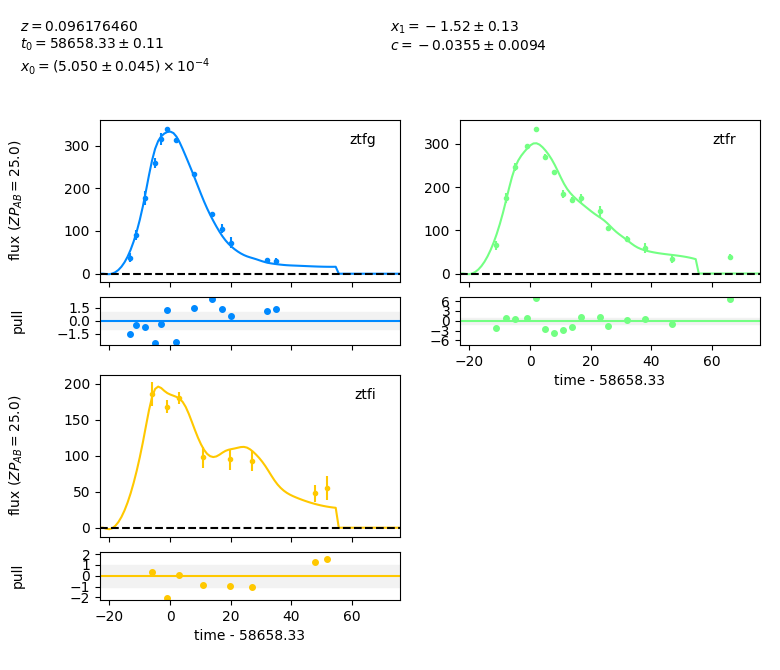 z = 0.096176460
t₀ = 58658.33 ± 0.11
x₀ = (5.050 ± 0.045) × 10⁻⁴
x₁ = −1.52 ± 0.13
c = −0.0355 ± 0.0094
flux (ZP_AB = 25.0)
300
200
100
0
ztfg
300
200
100
0
ztfr
pull
1.5
0.0
−1.5
6
3
0
−3
−6
−20 0 20 40 60
time - 58658.33
flux (ZP_AB = 25.0)
200
150
100
50
0
ztfi
pull
2
1
0
−1
−2
−20 0 20 40 60
time - 58658.33